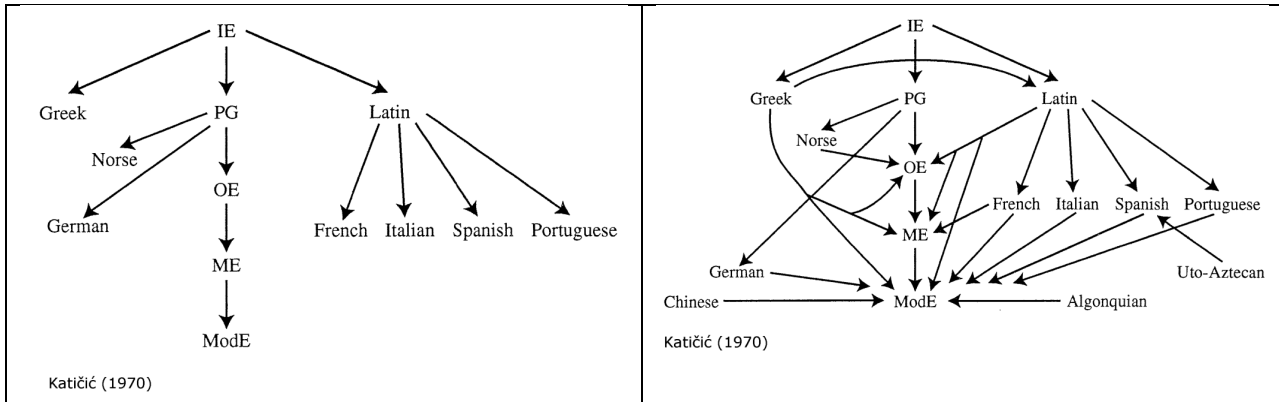 IE
Greek PG Latin
Norse
OE
German French Italian Spanish Portuguese
ME
ModE
Katičić (1970)
IE
Greek PG Latin
Norse
OE
French Italian Spanish Portuguese
ME
German Uto-Aztecan
Chinese ModE Algonquian
Katičić (1970)